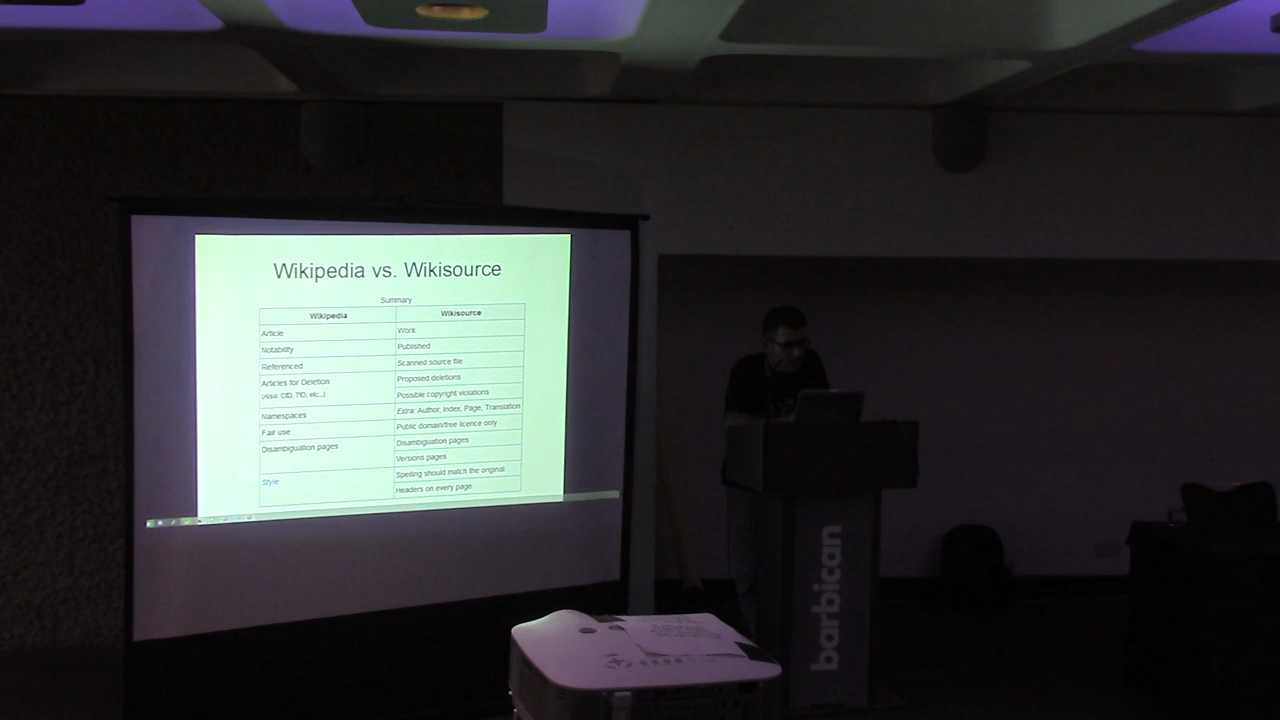 Wikipedia vs. Wikisource
Summary
Wikipedia Wikisource
Article Work
Notability Published
Referenced Scanned source file
Articles for Deletion Proposed deletions
(Also: CfD, TfD, etc...) Possible copyright violations
Namespaces Extra: Author, Index, Page, Translation
Fair use Public domain/free licence only
Disambiguation pages Disambiguation pages
Versions pages
Style Spelling should match the original
Headers on every page
barbican